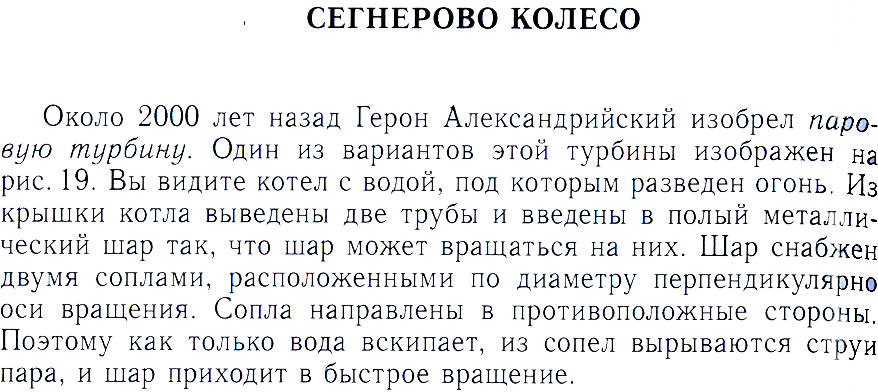 СЕГНЕРОВО КОЛЕСО
Около 2000 лет назад Герон Александрийский изобрел паро-
вую турбину. Один из вариантов этой турбины изображен на
рис. 19. Вы видите котел с водой, под которым разведен огонь. Из
крышки котла выведены две трубы и введены в полый металли-
ческий шар так, что шар может вращаться на них. Шар снабжен
двумя соплами, расположенными по диаметру перпендикулярно
оси вращения. Сопла направлены в противоположные стороны.
Поэтому как только вода вскипает, из сопел вырываются струи
пара, и шар приходит в быстрое вращение.